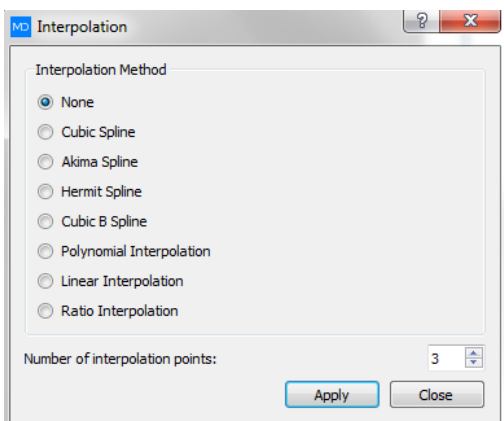 MD Interpolation
?
X
Interpolation Method
None
Cubic Spline
Akima Spline
Hermit Spline
Cubic B Spline
Polynomial Interpolation
Linear Interpolation
Ratio Interpolation
Number of interpolation points: 3
Apply Close